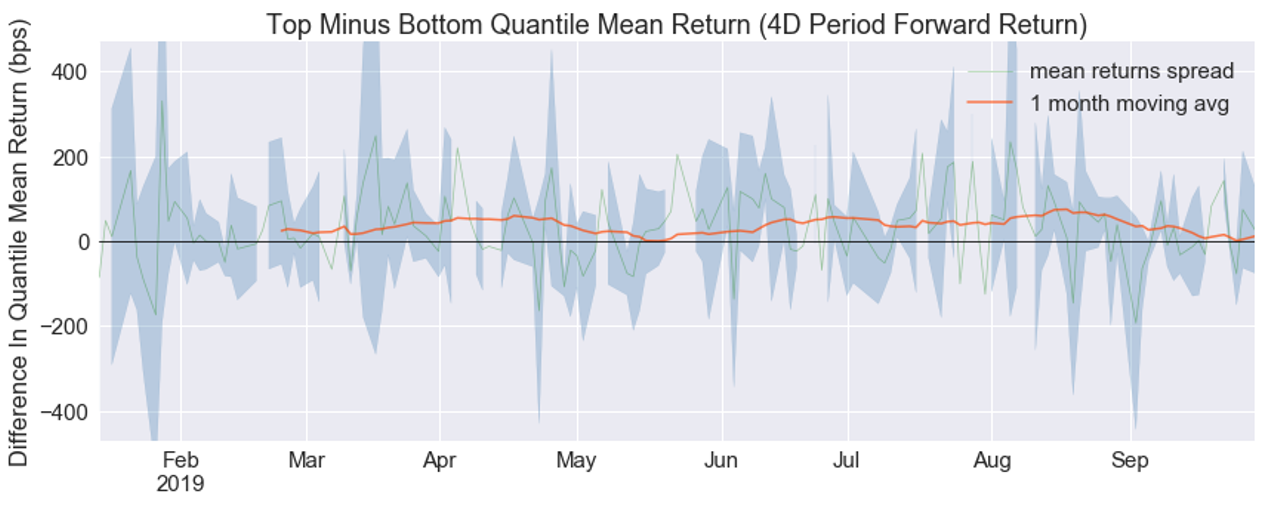 Top Minus Bottom Quantile Mean Return (4D Period Forward Return)
Difference In Quantile Mean Return (bps)
400
200
0
−200
−400
mean returns spread
1 month moving avg
Feb
2019
Mar
Apr
May
Jun
Jul
Aug
Sep